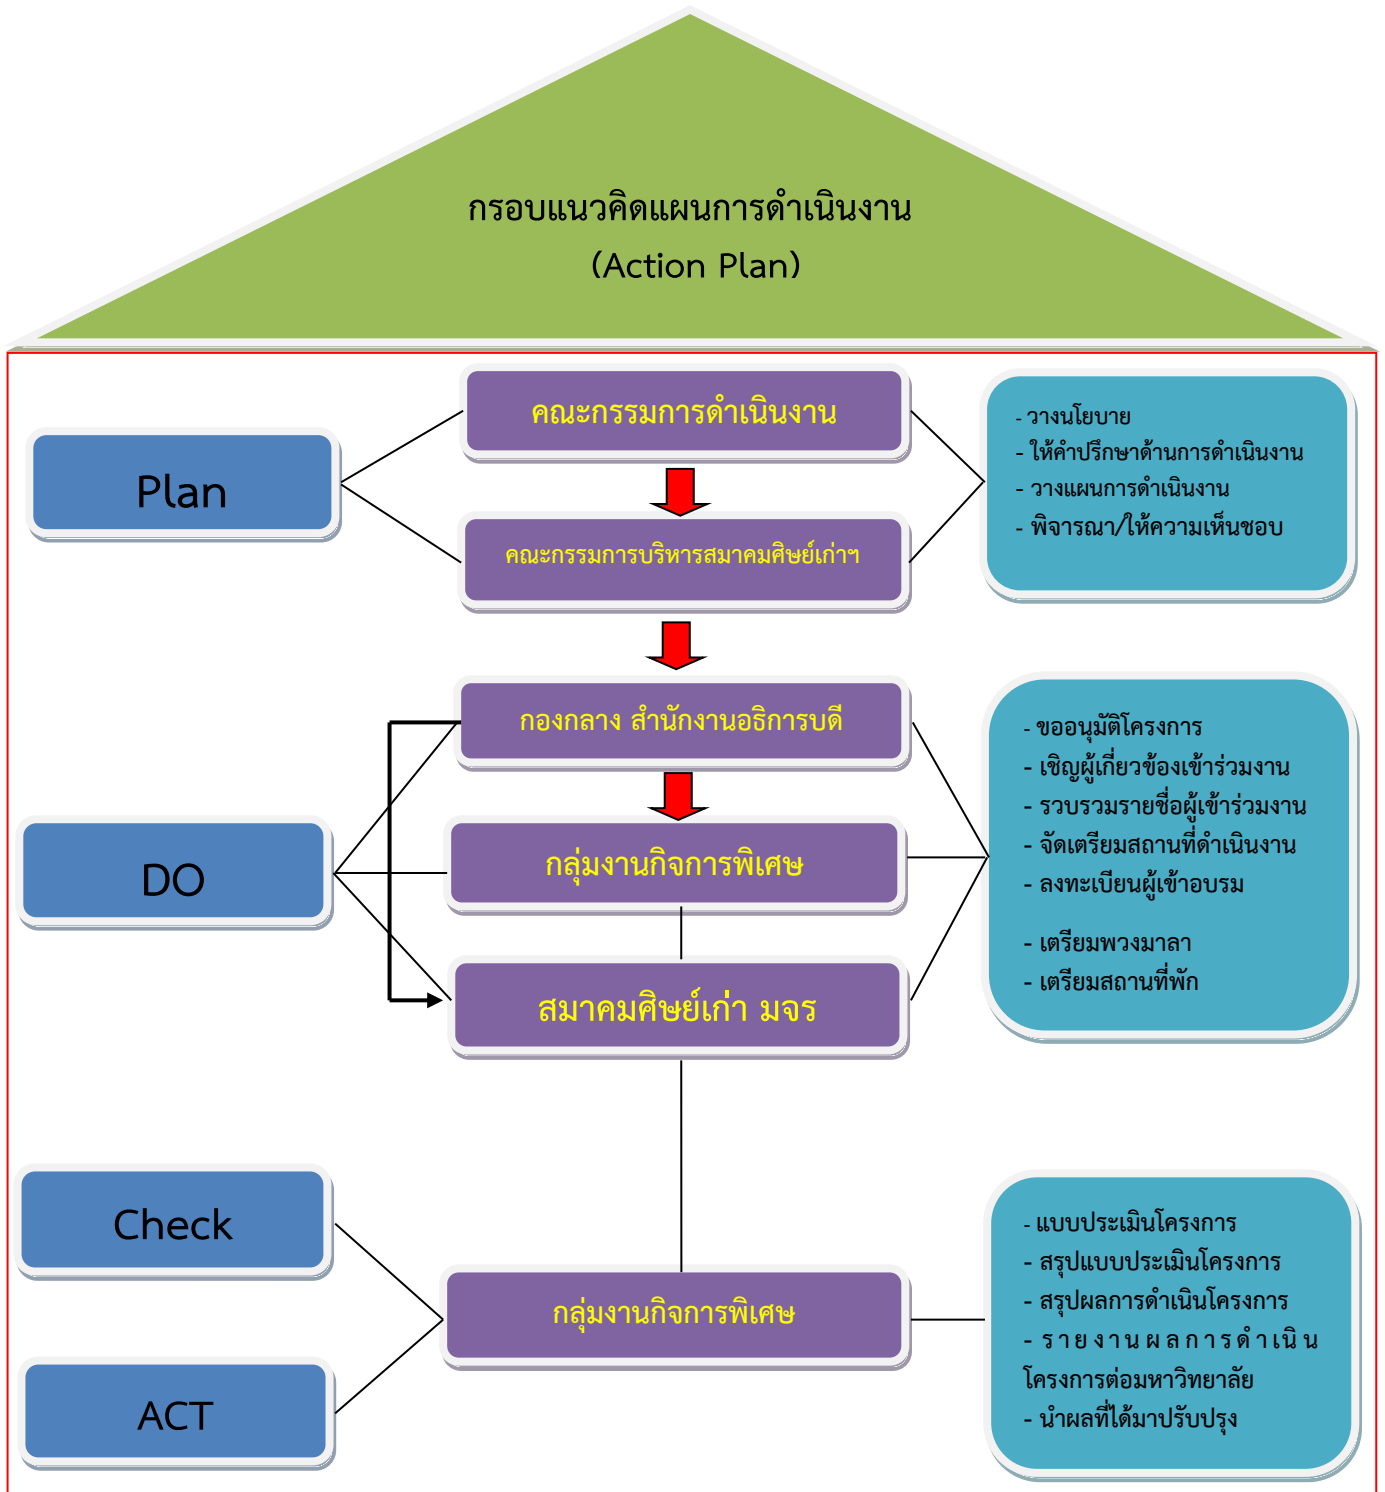 กรอบแนวคิดแผนการดำเนินงาน
(Action Plan)
Plan
คณะกรรมการดำเนินงาน
คณะกรรมการบริหารสมาคมศิษย์เก่าฯ
- วางนโยบาย
- ให้คำปรึกษาด้านการดำเนินงาน
- วางแผนการดำเนินงาน
- พิจารณา/ให้ความเห็นชอบ
DO
กองกลาง สำนักงานอธิการบดี
กลุ่มงานกิจการพิเศษ
สมาคมศิษย์เก่า มจร
- ขออนุมัติโครงการ
- เชิญผู้เกี่ยวข้องเข้าร่วมงาน
- รวบรวมรายชื่อผู้เข้าร่วมงาน
- จัดเตรียมสถานที่ดำเนินงาน
- ลงทะเบียนผู้เข้าอบรม
- เตรียมพวงมาลา
- เตรียมสถานที่พัก
Check
ACT
กลุ่มงานกิจการพิเศษ
- แบบประเมินโครงการ
- สรุปแบบประเมินโครงการ
- สรุปผลการดำเนินโครงการ
- รายงานผลการดำเนิน
โครงการต่อมหาวิทยาลัย
- นำผลที่ได้มาปรับปรุง